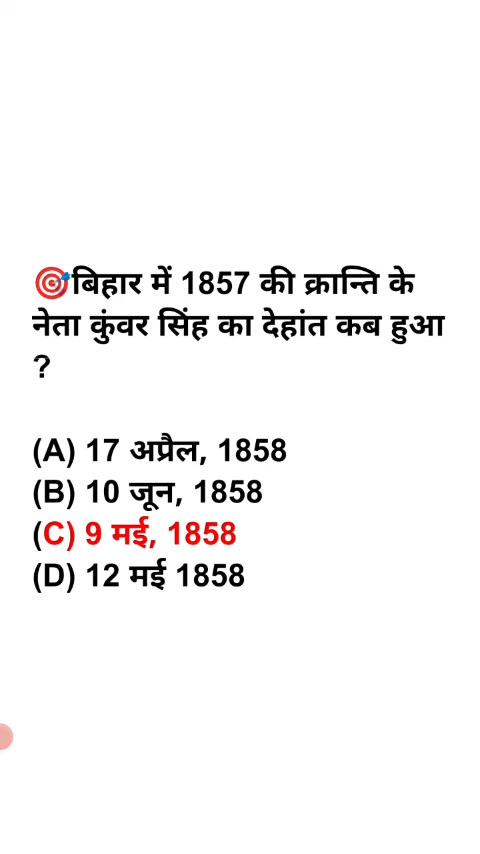 🎯बिहार में 1857 की क्रान्ति के
नेता कुंवर सिंह का देहांत कब हुआ
?
(A) 17 अप्रैल, 1858
(B) 10 जून, 1858
(C) 9 मई, 1858
(D) 12 मई 1858